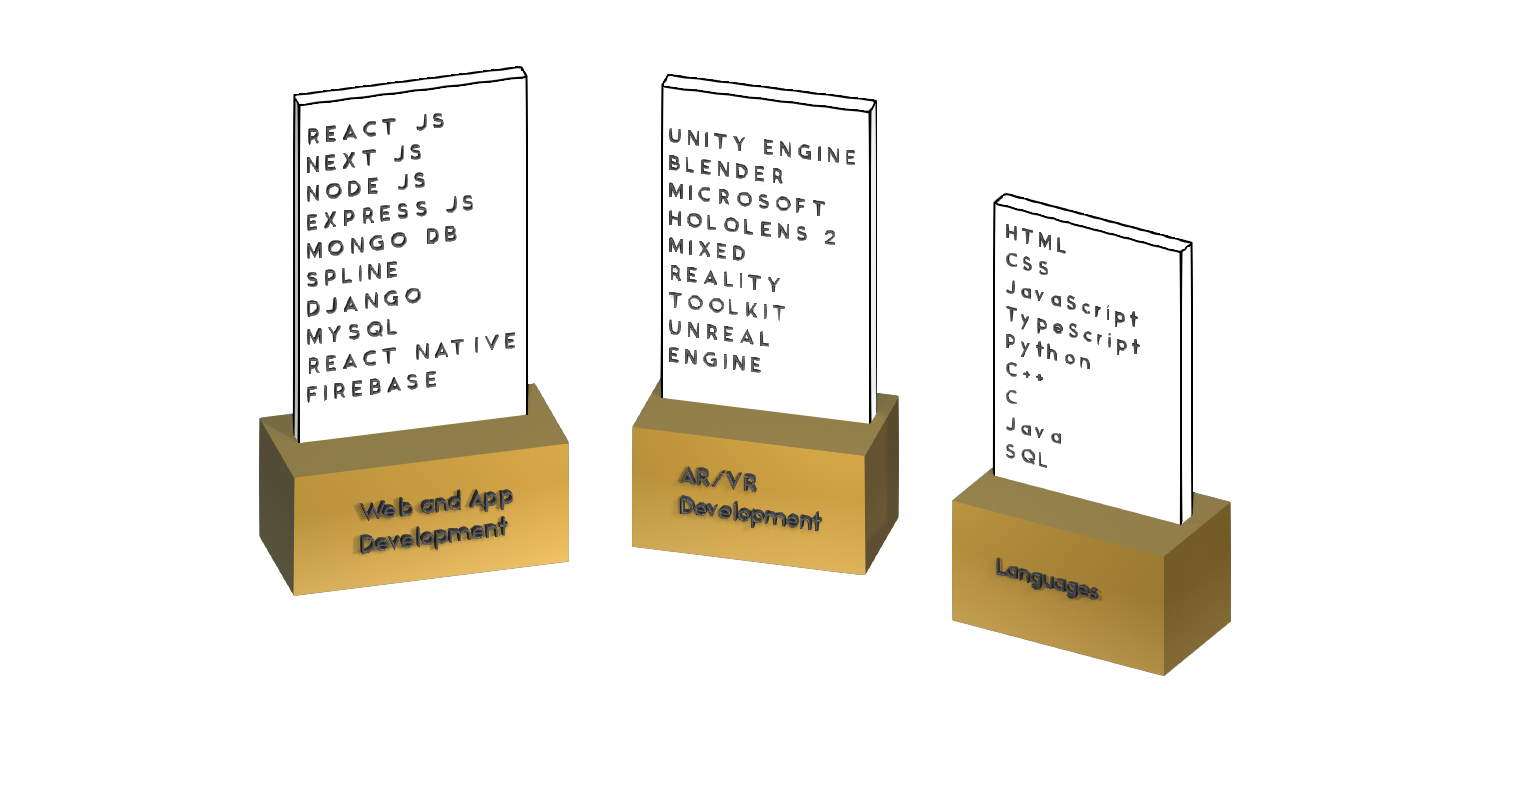 REACT JS
NEXT JS
NODE JS
EXPRESS JS
MONGO DB
SPLINE
DJANGO
MYSQL
REACT NATIVE
FIREBASE
Web and App
Development
UNITY ENGINE
BLENDER
MICROSOFT
HOLOLENS 2
MIXED
REALITY
TOOLKIT
UNREAL
ENGINE
AR/VR
Development
HTML
CSS
JavaScript
TypeScript
Python
C++
C
Java
SQL
Languages